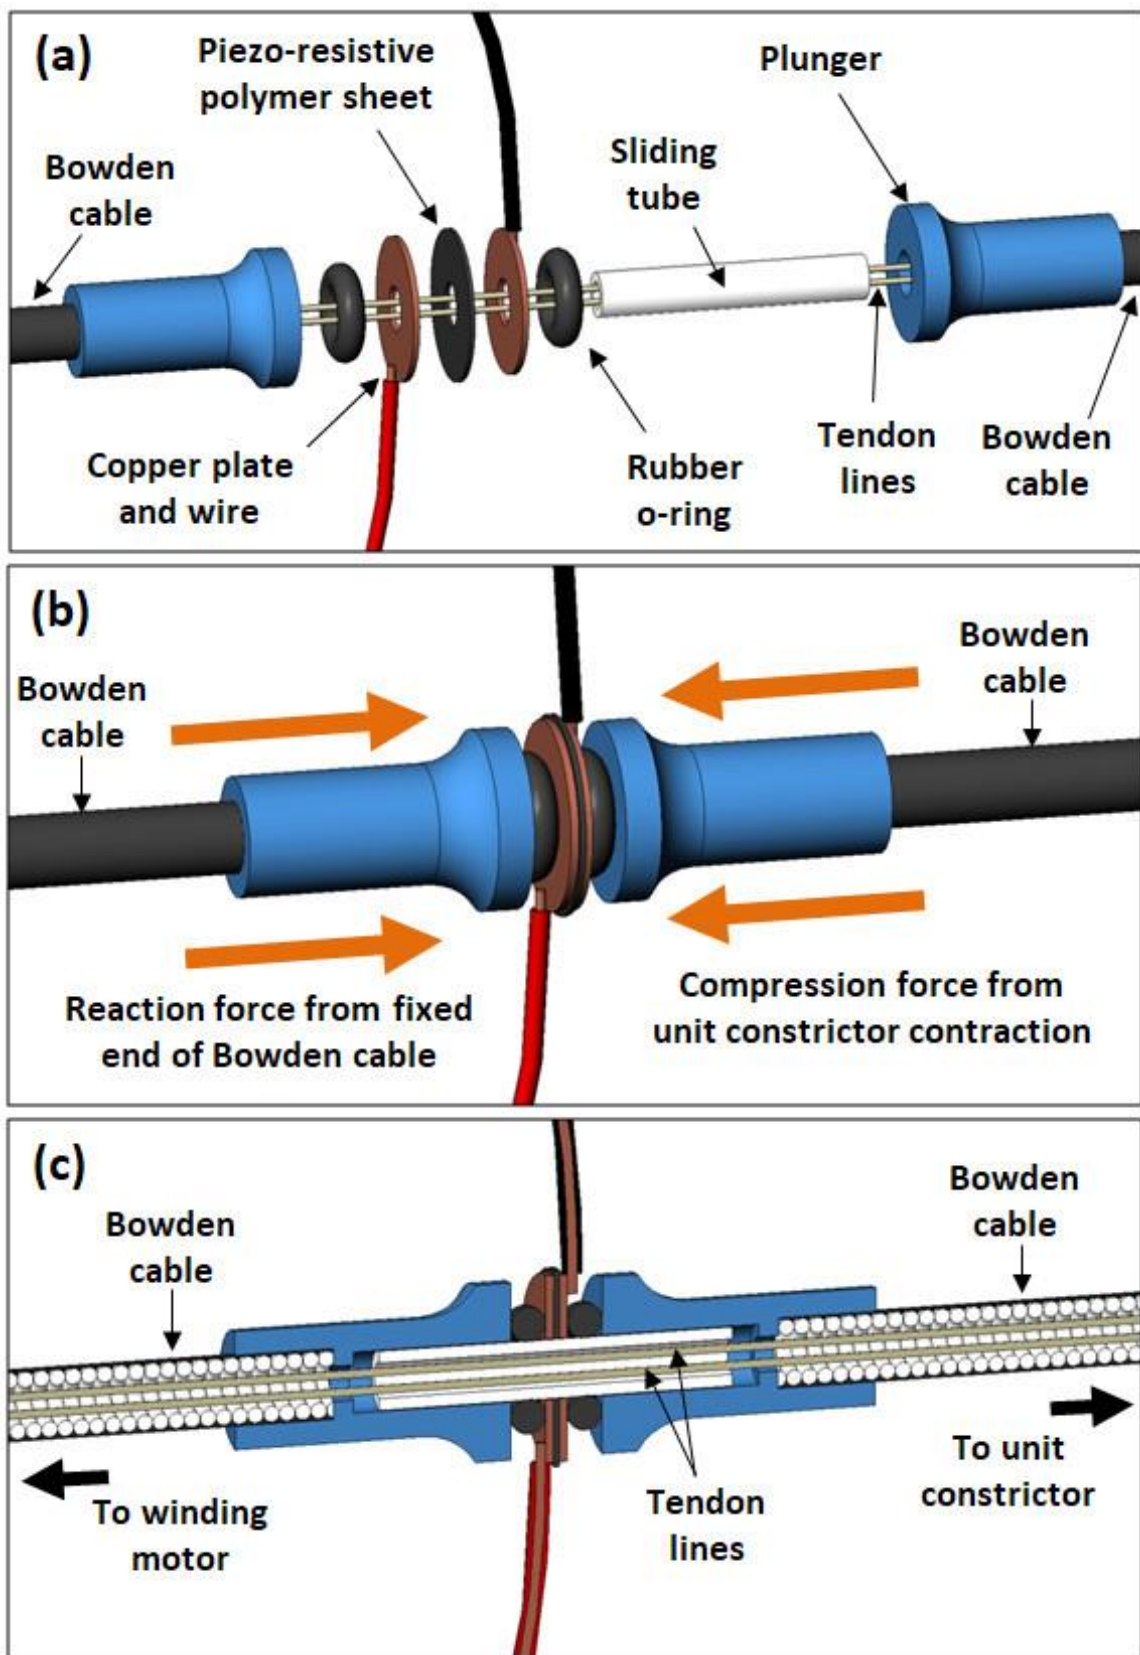 (a)
Piezo-resistive
polymer sheet
Plunger
Sliding
tube
Bowden
cable
Copper plate
and wire
Rubber
o-ring
Tendon
lines
Bowden
cable
(b)
Bowden
cable
Bowden
cable
Reaction force from fixed
end of Bowden cable
Compression force from
unit constrictor contraction
(c)
Bowden
cable
Bowden
cable
To winding
motor
Tendon
lines
To unit
constrictor